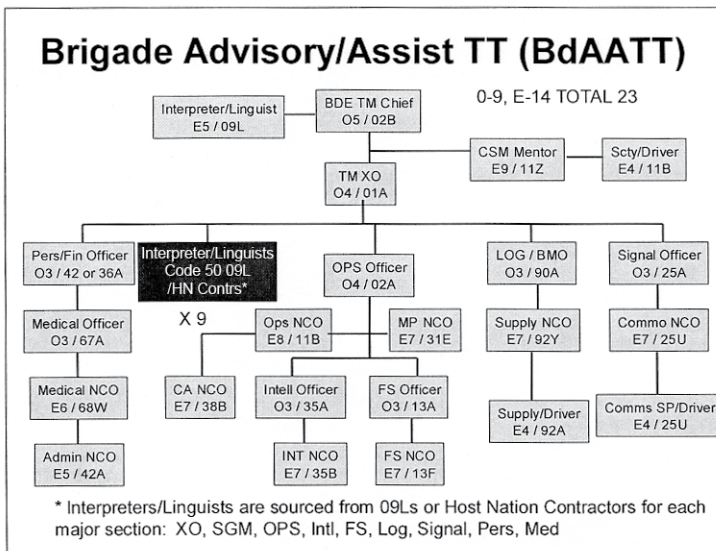 Brigade Advisory/Assist TT (BdAATT)
0-9, E-14 TOTAL 23
Interpreter/Linguist
E5 / 09L
BDE TM Chief
O5 / 02B
CSM Mentor
E9 / 11Z
Scty/Driver
E4 / 11B
TM XO
O4 / 01A
Pers/Fin Officer
O3 / 42 or 36A
Interpreter/Linguists
Code 50 09L
/HN Contrs*
X 9
OPS Officer
O4 / 02A
LOG / BMO
O3 / 90A
Signal Officer
O3 / 25A
Medical Officer
O3 / 67A
Ops NCO
E8 / 11B
MP NCO
E7 / 31E
Supply NCO
E7 / 92Y
Commo NCO
E7 / 25U
Medical NCO
E6 / 68W
CA NCO
E7 / 38B
Intell Officer
O3 / 35A
FS Officer
O3 / 13A
Supply/Driver
E4 / 92A
Comms SP/Driver
E4 / 25U
Admin NCO
E5 / 42A
INT NCO
E7 / 35B
FS NCO
E7 / 13F
* Interpreters/Linguists are sourced from 09Ls or Host Nation Contractors for each
major section: XO, SGM, OPS, Intl, FS, Log, Signal, Pers, Med